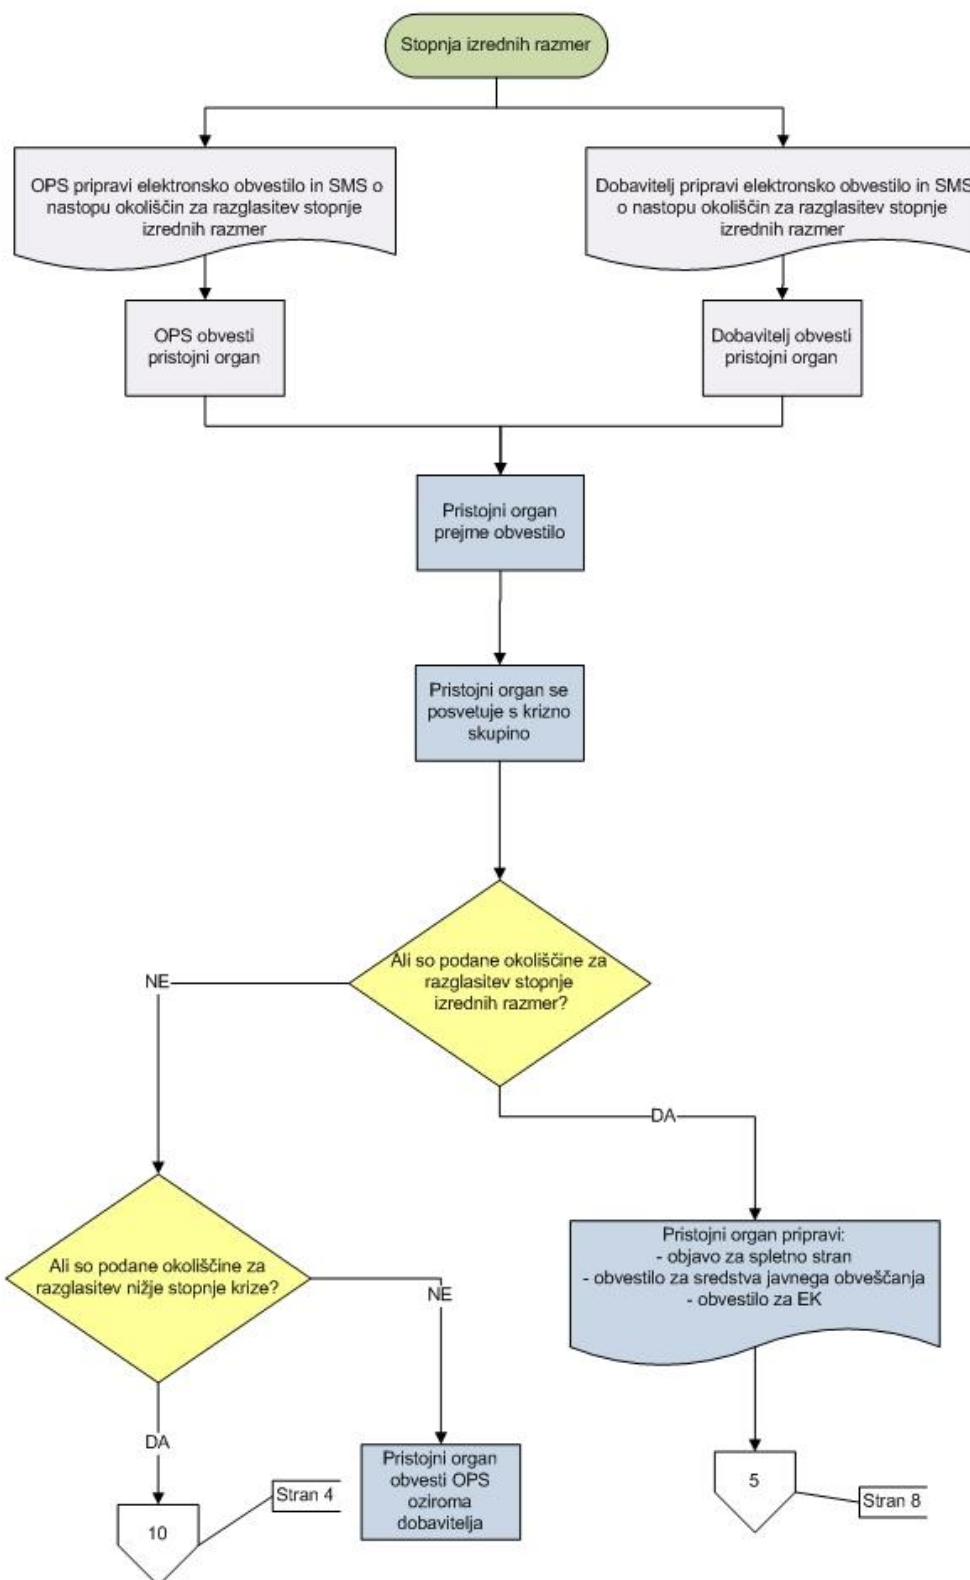 Stopnja izrednih razmer
OPS pripravi elektronsko obvestilo in SMS o
nastopu okoliščin za razglasitev stopnje
izrednih razmer
Dobavitelj pripravi elektronsko obvestilo in SMS
o nastopu okoliščin za razglasitev stopnje
izrednih razmer
OPS obvesti
pristojni organ
Dobavitelj obvesti
pristojni organ
Pristojni organ
prejme obvestilo
Pristojni organ se
posvetuje s krizno
skupino
Ali so podane okoliščine za
razglasitev stopnje
izrednih razmer?
NE
DA
Ali so podane okoliščine za
razglasitev nižje stopnje krize?
NE
Pristojni organ pripravi:
- objavo za spletno stran
- obvestilo za sredstva javnega obveščanja
- obvestilo za EK
DA
Pristojni organ
obvesti OPS
oziroma
dobavitelja
5
Stran 4
Stran 8
10